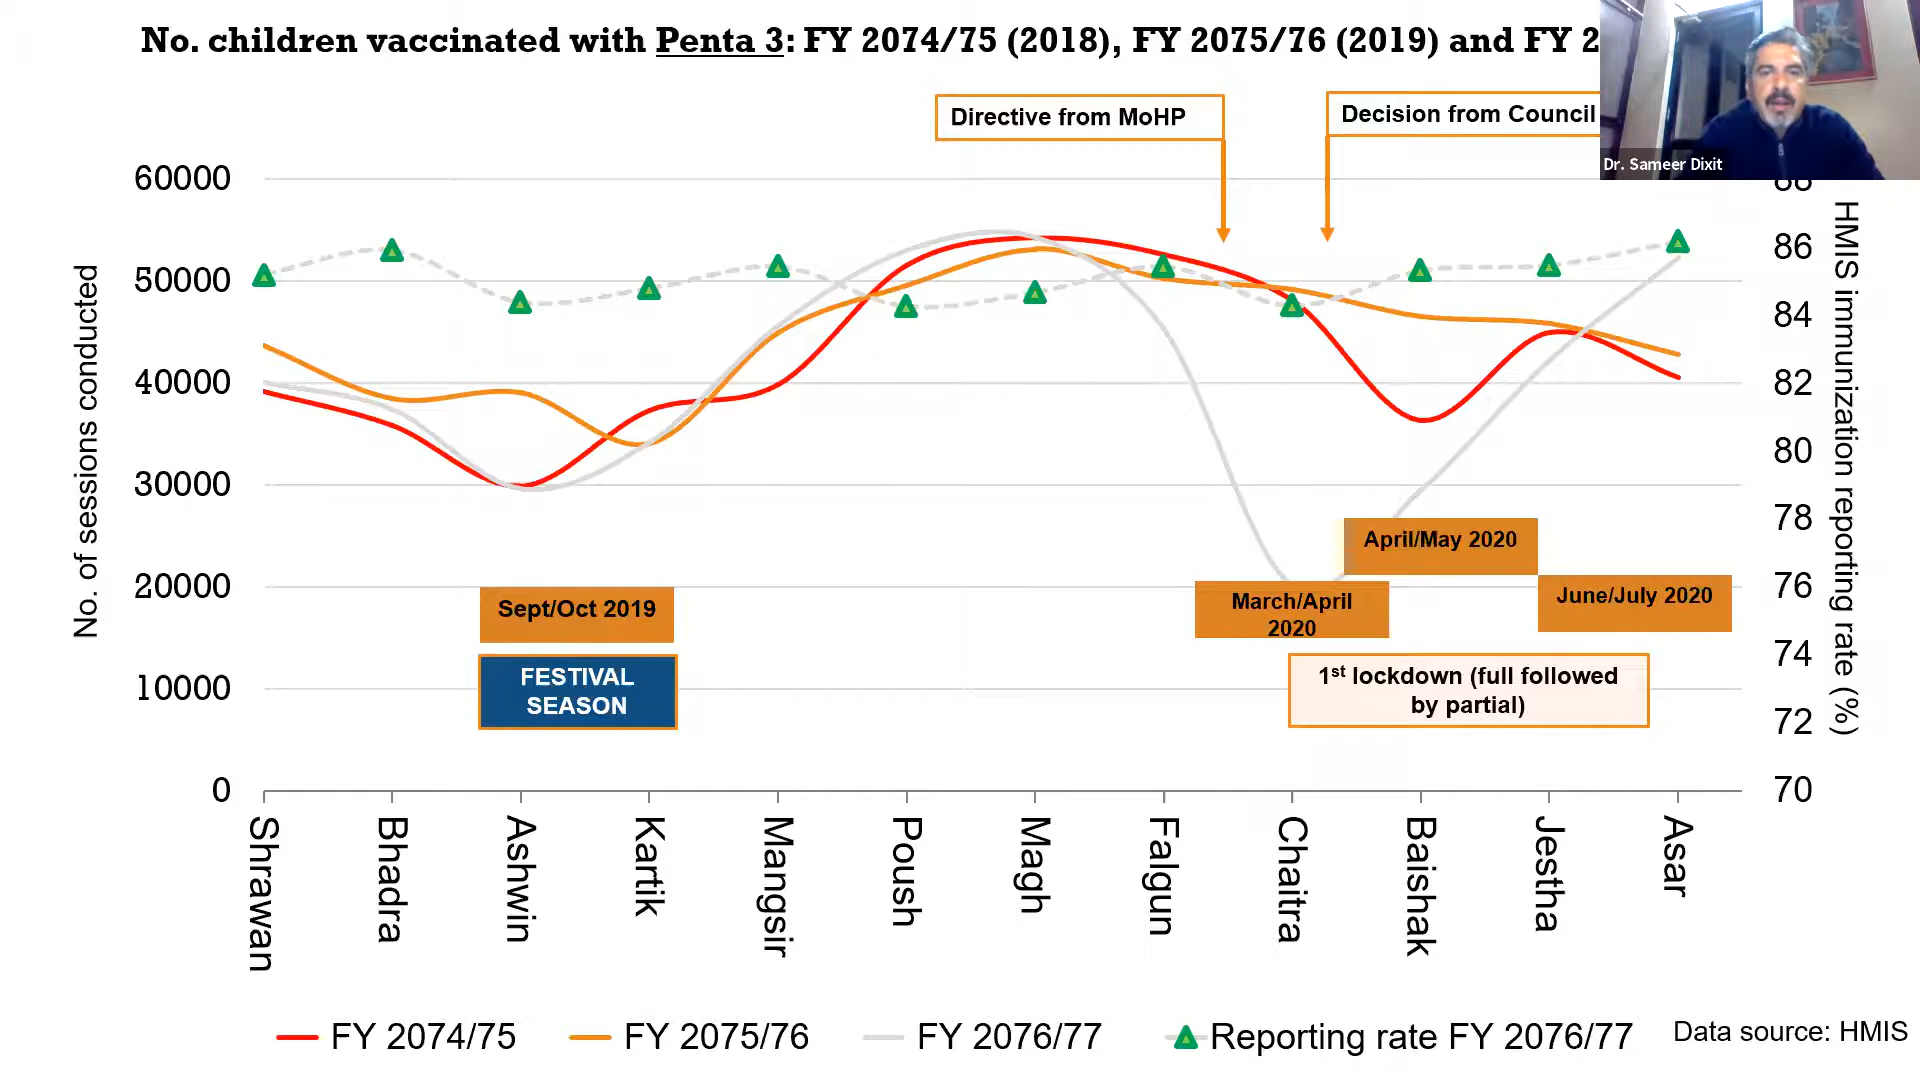 No. children vaccinated with Penta 3: FY 2074/75 (2018), FY 2075/76 (2019) and FY 2
Directive from MoHP
Decision from Council
Dr. Sameer Dixit
60000
50000
40000
30000
20000
10000
0
No. of sessions conducted
86
84
82
80
78
76
74
72
70
HMIS immunization reporting rate (%)
Sept/Oct 2019
FESTIVAL
SEASON
March/April
2020
April/May 2020
June/July 2020
1st lockdown (full followed
by partial)
Shrawan
Bhadra
Ashwin
Kartik
Mangsir
Poush
Magh
Falgun
Chaitra
Baishak
Jestha
Asar
FY 2074/75
FY 2075/76
FY 2076/77
Reporting rate FY 2076/77
Data source: HMIS